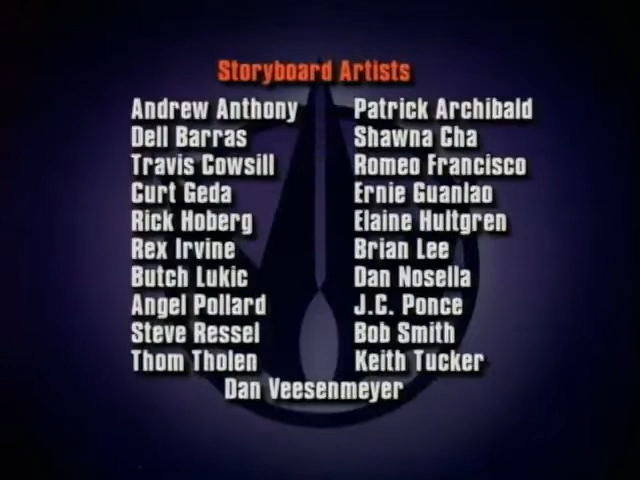 Storyboard Artists
Andrew Anthony Patrick Archibald
Dell Barras Shawna Cha
Travis Cowsill Romeo Francisco
Curt Geda Ernie Guanlao
Rick Hoberg Elaine Hultgren
Rex Irvine Brian Lee
Butch Lukic Dan Nosella
Angel Pollard J.C. Ponce
Steve Ressel Bob Smith
Thom Tholen Keith Tucker
Dan Veesenmeyer